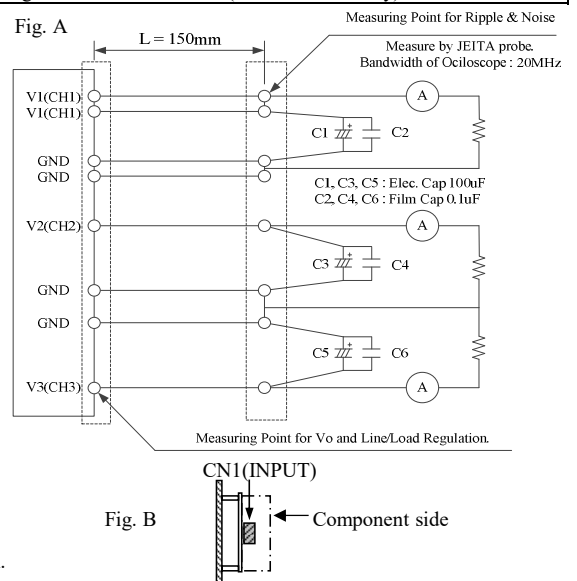 Fig. A
Measuring Point for Ripple & Noise
L = 150mm
Measure by JEITA probe.
Bandwidth of Ociloscope : 20MHz
V1(CH1)
A
V1(CH1)
C1
+
C2
GND
GND
C1, C3, C5 : Elec. Cap 100uF
C2, C4, C6 : Film Cap 0.1uF
V2(CH2)
A
C3
+
C4
GND
GND
C5
+
C6
V3(CH3)
A
Measuring Point for Vo and Line/Load Regulation.
CN1(INPUT)
Fig. B
Component side